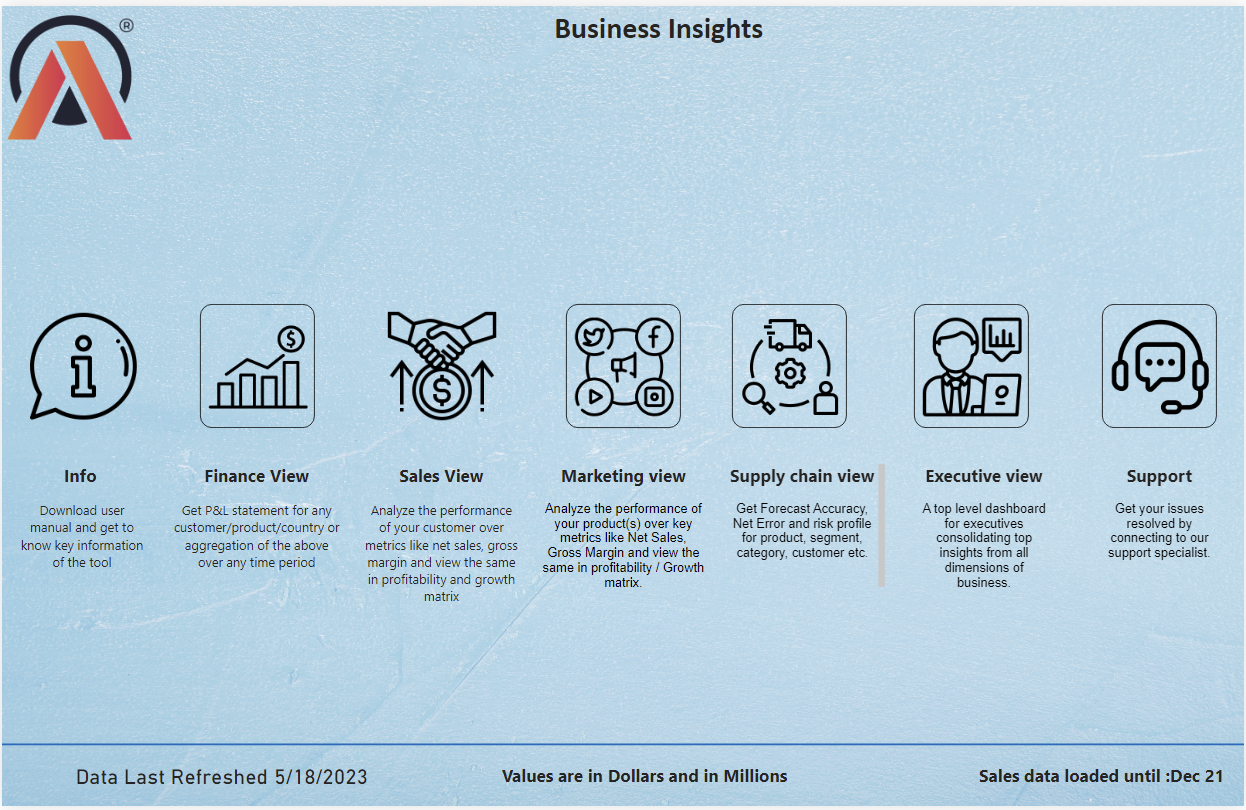 ®
Business Insights
$
f
$
Info
Download user
manual and get to
know key information
of the tool
Finance View
Get P&L statement for any
customer/product/country or
aggregation of the above
over any time period
Sales View
Analyze the performance
of your customer over
metrics like net sales, gross
margin and view the same
in profitability and growth
matrix
Marketing view
Analyze the performance of
your product(s) over key
metrics like Net Sales,
Gross Margin and view the
same in profitability / Growth
matrix.
Supply chain view
Get Forecast Accuracy,
Net Error and risk profile
for product, segment,
category, customer etc.
Executive view
A top level dashboard
for executives
consolidating top
insights from all
dimensions of
business.
Support
Get your issues
resolved by
connecting to our
support specialist.
Data Last Refreshed 5/18/2023
Values are in Dollars and in Millions
Sales data loaded until :Dec 21